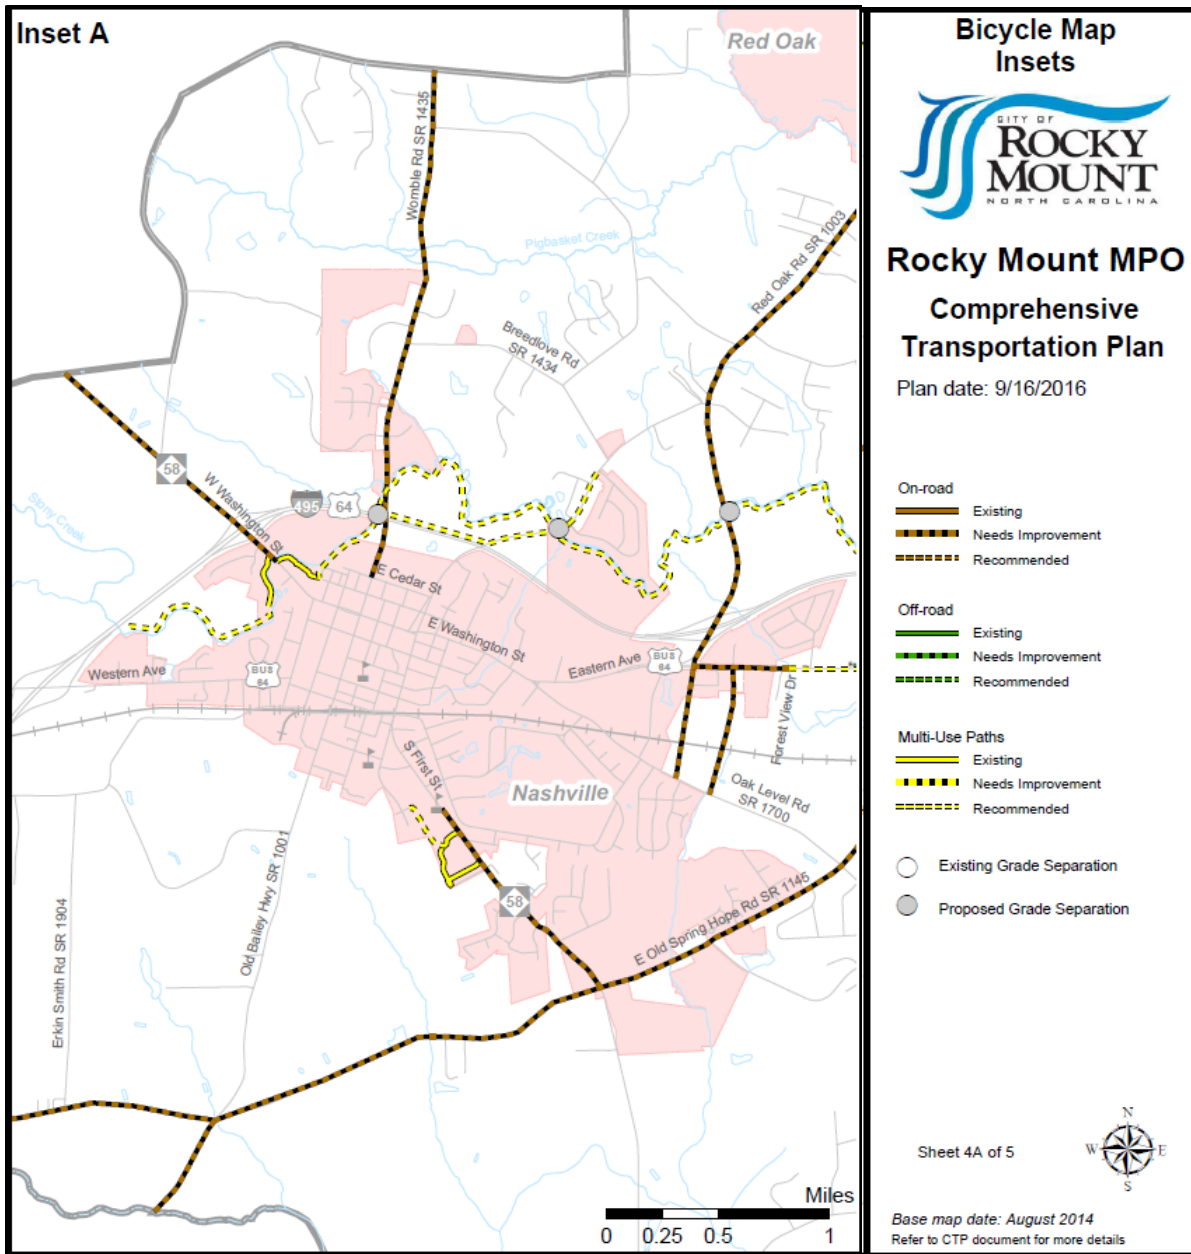 Inset A
Red Oak
Womble Rd SR 1435
Pigbasket Creek
Red Oak Rd SR 1003
Breedlove Rd
SR 1434
58
W Washington St
495
64
Stony Creek
E Cedar St
E Washington St
Eastern Ave
BUS
64
Western Ave
BUS
64
Forest View Dr
S First St
Nashville
Oak Level Rd
SR 1700
58
Old Bailey Hwy SR 1001
Erkin Smith Rd SR 1904
E Old Spring Hope Rd SR 1145
Miles
0 0.25 0.5 1
Bicycle Map
Insets
CITY OF
ROCKY
MOUNT
NORTH CAROLINA
Rocky Mount MPO
Comprehensive
Transportation Plan
Plan date: 9/16/2016
On-road
Existing
Needs Improvement
Recommended
Off-road
Existing
Needs Improvement
Recommended
Multi-Use Paths
Existing
Needs Improvement
Recommended
Existing Grade Separation
Proposed Grade Separation
N
W E
S
Sheet 4A of 5
Base map date: August 2014
Refer to CTP document for more details